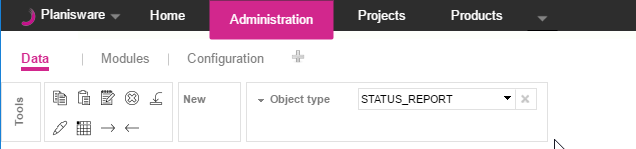 Planisware Home Administration Projects Products
Data Modules Configuration
Tools New Object type STATUS_REPORT